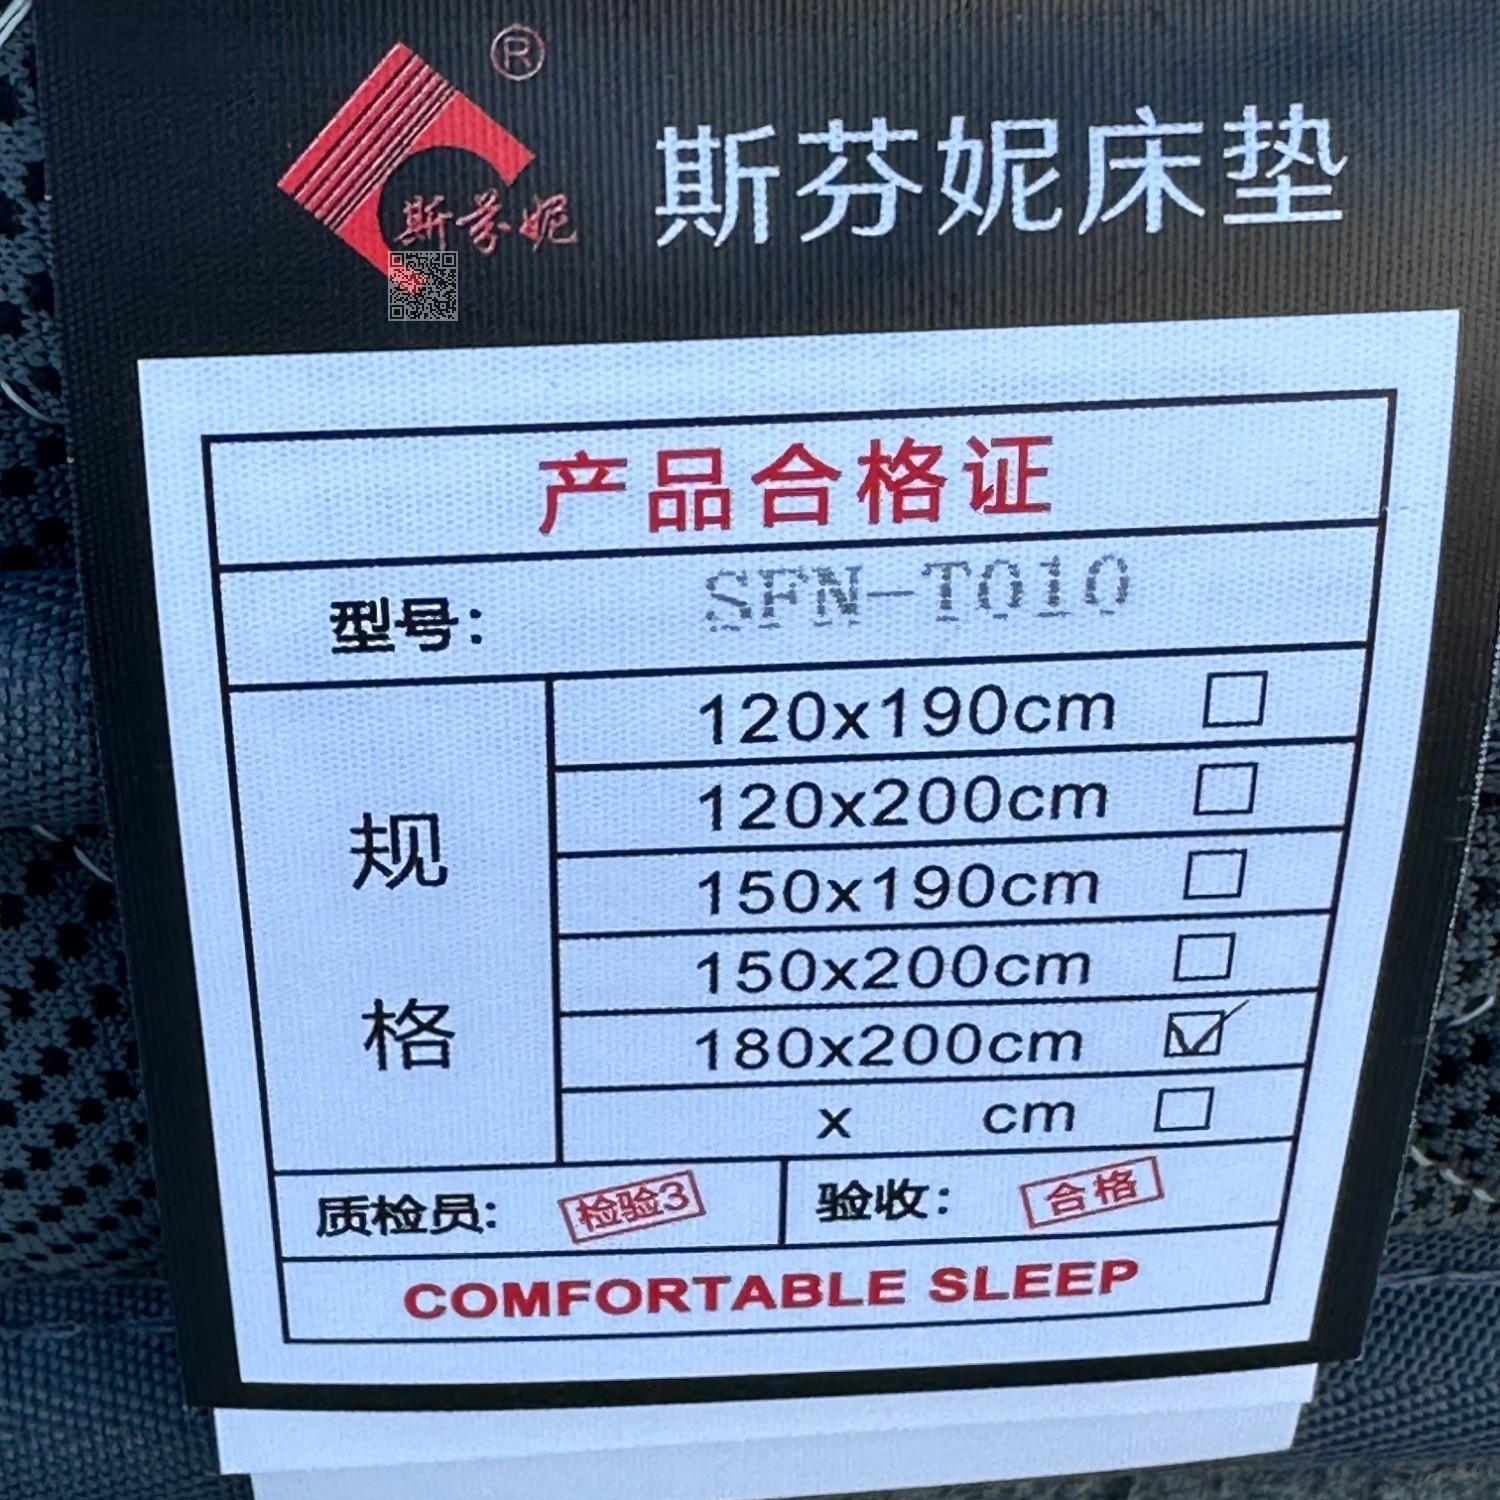 ®
斯芬妮
斯芬妮床垫
产品合格证
型号: SFN-T010
规格
120x190cm
120x200cm
150x190cm
150x200cm
180x200cm
x cm
质检员: 检验3
验收: 合格
COMFORTABLE SLEEP